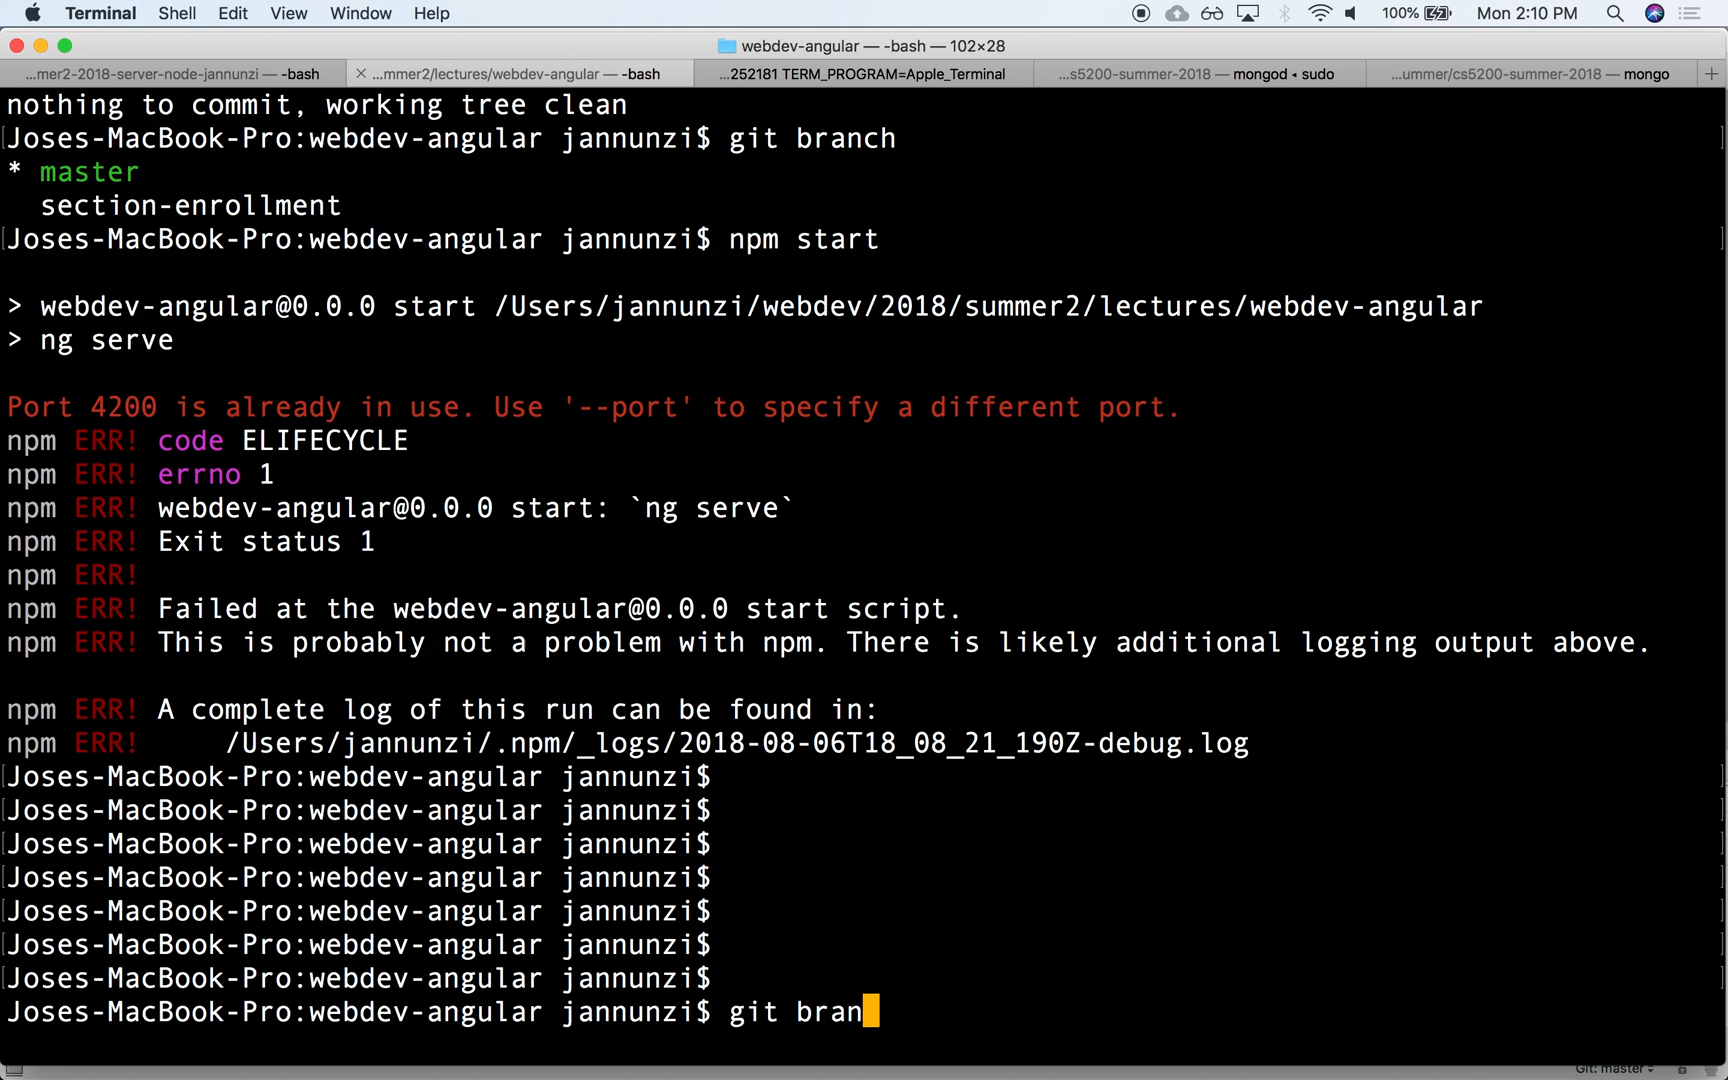 Terminal Shell Edit View Window Help 100% Mon 2:10 PM
webdev-angular — -bash — 102×28
...mer2-2018-server-node-jannunzi — -bash ...mmer2/lectures/webdev-angular — -bash ...252181 TERM_PROGRAM=Apple_Terminal ...s5200-summer-2018 — mongod ◂ sudo ...ummer/cs5200-summer-2018 — mongo
nothing to commit, working tree clean
[Joses-MacBook-Pro:webdev-angular jannunzi$ git branch ]
* master
section-enrollment
[Joses-MacBook-Pro:webdev-angular jannunzi$ npm start ]
> webdev-angular@0.0.0 start /Users/jannunzi/webdev/2018/summer2/lectures/webdev-angular
> ng serve
Port 4200 is already in use. Use '--port' to specify a different port.
npm ERR! code ELIFECYCLE
npm ERR! errno 1
npm ERR! webdev-angular@0.0.0 start: `ng serve`
npm ERR! Exit status 1
npm ERR!
npm ERR! Failed at the webdev-angular@0.0.0 start script.
npm ERR! This is probably not a problem with npm. There is likely additional logging output above.
npm ERR! A complete log of this run can be found in:
npm ERR!     /Users/jannunzi/.npm/_logs/2018-08-06T18_08_21_190Z-debug.log
[Joses-MacBook-Pro:webdev-angular jannunzi$ ]
[Joses-MacBook-Pro:webdev-angular jannunzi$ ]
[Joses-MacBook-Pro:webdev-angular jannunzi$ ]
[Joses-MacBook-Pro:webdev-angular jannunzi$ ]
[Joses-MacBook-Pro:webdev-angular jannunzi$ ]
[Joses-MacBook-Pro:webdev-angular jannunzi$ ]
[Joses-MacBook-Pro:webdev-angular jannunzi$ ]
Joses-MacBook-Pro:webdev-angular jannunzi$ git bran
Git: master